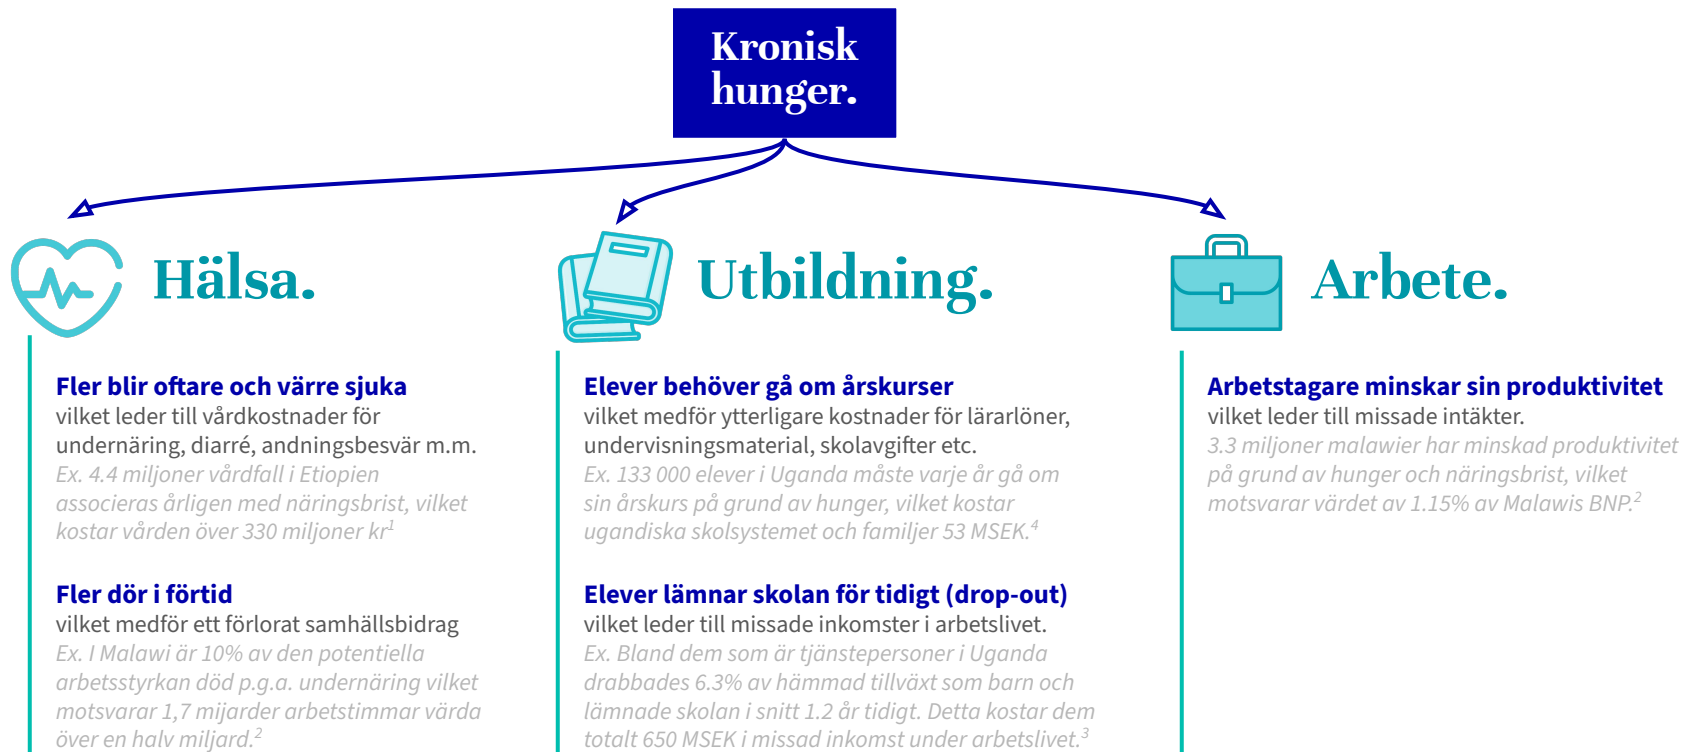 Kronisk
hunger.
Hälsa.
Fler blir oftare och värre sjuka
vilket leder till vårdkostnader för
undernäring, diarré, andningsbesvär m.m.
Ex. 4.4 miljoner vårdfall i Etiopien
associeras årligen med näringsbrist, vilket
kostar vården över 330 miljoner kr¹
Fler dör i förtid
vilket medför ett förlorat samhällsbidrag
Ex. I Malawi är 10% av den potentiella
arbetsstyrkan död p.g.a. undernäring vilket
motsvarar 1,7 mijarder arbetstimmar värda
över en halv miljard.²
Utbildning.
Elever behöver gå om årskurser
vilket medför ytterligare kostnader för lärarlöner,
undervisningsmaterial, skolavgifter etc.
Ex. 133 000 elever i Uganda måste varje år gå om
sin årskurs på grund av hunger, vilket kostar
ugandiska skolsystemet och familjer 53 MSEK.⁴
Elever lämnar skolan för tidigt (drop-out)
vilket leder till missade inkomster i arbetslivet.
Ex. Bland dem som är tjänstepersoner i Uganda
drabbades 6.3% av hämmad tillväxt som barn och
lämnade skolan i snitt 1.2 år tidigt. Detta kostar dem
totalt 650 MSEK i missad inkomst under arbetslivet.³
Arbete.
Arbetstagare minskar sin produktivitet
vilket leder till missade intäkter.
3.3 miljoner malawier har minskad produktivitet
på grund av hunger och näringsbrist, vilket
motsvarar värdet av 1.15% av Malawis BNP.²